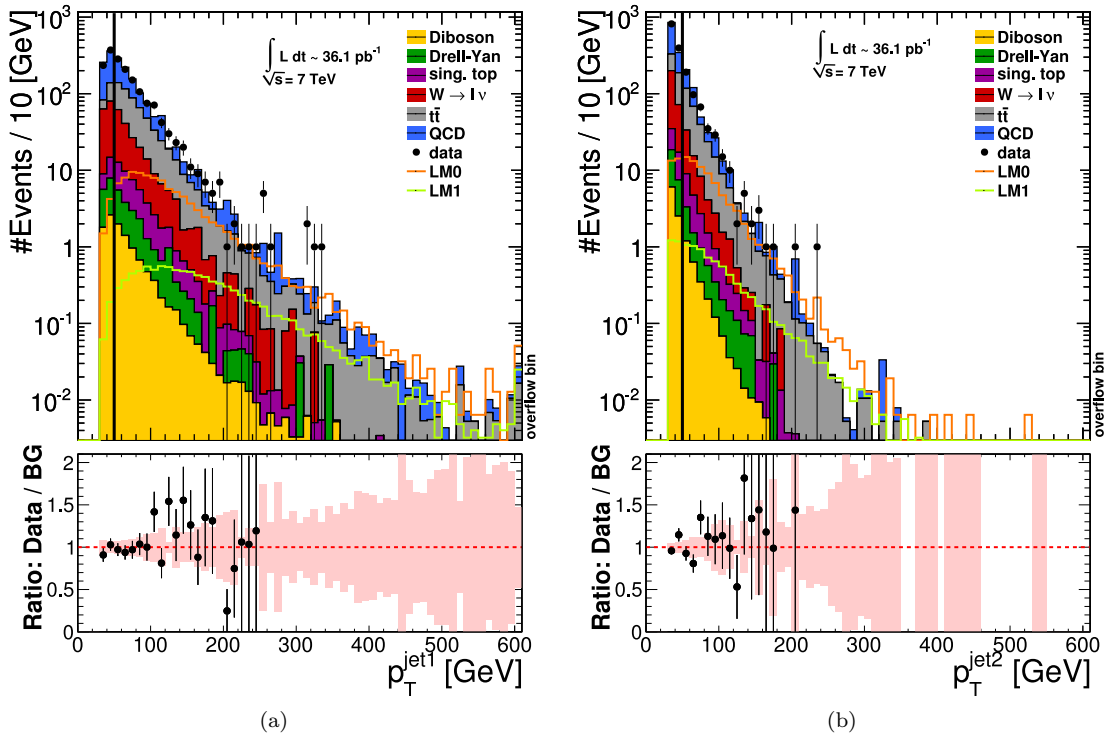 #Events / 10 [GeV]
10³
10²
10
1
10⁻¹
10⁻²
∫ L dt ~ 36.1 pb⁻¹
√s = 7 TeV
Diboson
Drell-Yan
sing. top
W → l ν
tt̄
QCD
data
LM0
LM1
overflow bin
Ratio: Data / BG
2
1.5
1
0.5
0
0 100 200 300 400 500 600
p_T^jet1 [GeV]
(a)
#Events / 10 [GeV]
10³
10²
10
1
10⁻¹
10⁻²
∫ L dt ~ 36.1 pb⁻¹
√s = 7 TeV
Diboson
Drell-Yan
sing. top
W → l ν
tt̄
QCD
data
LM0
LM1
overflow bin
Ratio: Data / BG
2
1.5
1
0.5
0
0 100 200 300 400 500 600
p_T^jet2 [GeV]
(b)